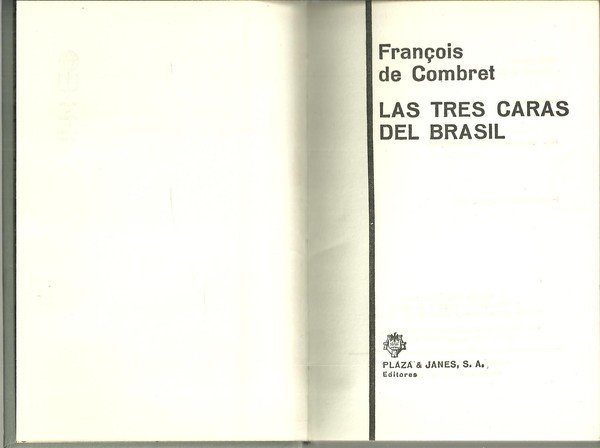 François
de Combret
LAS TRES CARAS
DEL BRASIL
PLAZA & JANES, S. A.
Editores